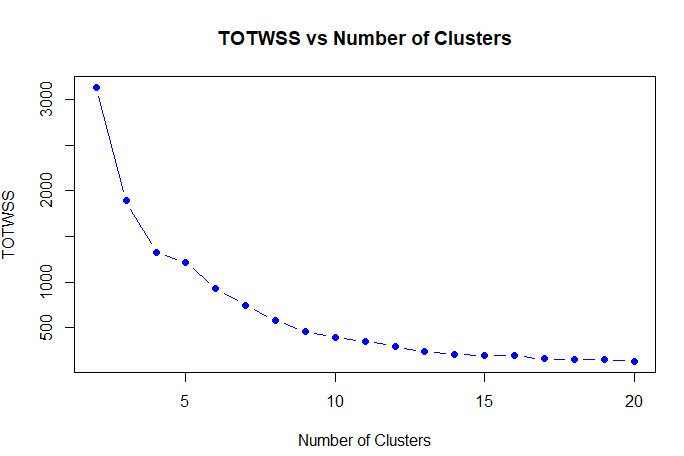 TOTWSS vs Number of Clusters
3000
2000
1000
500
TOTWSS
5 10 15 20
Number of Clusters